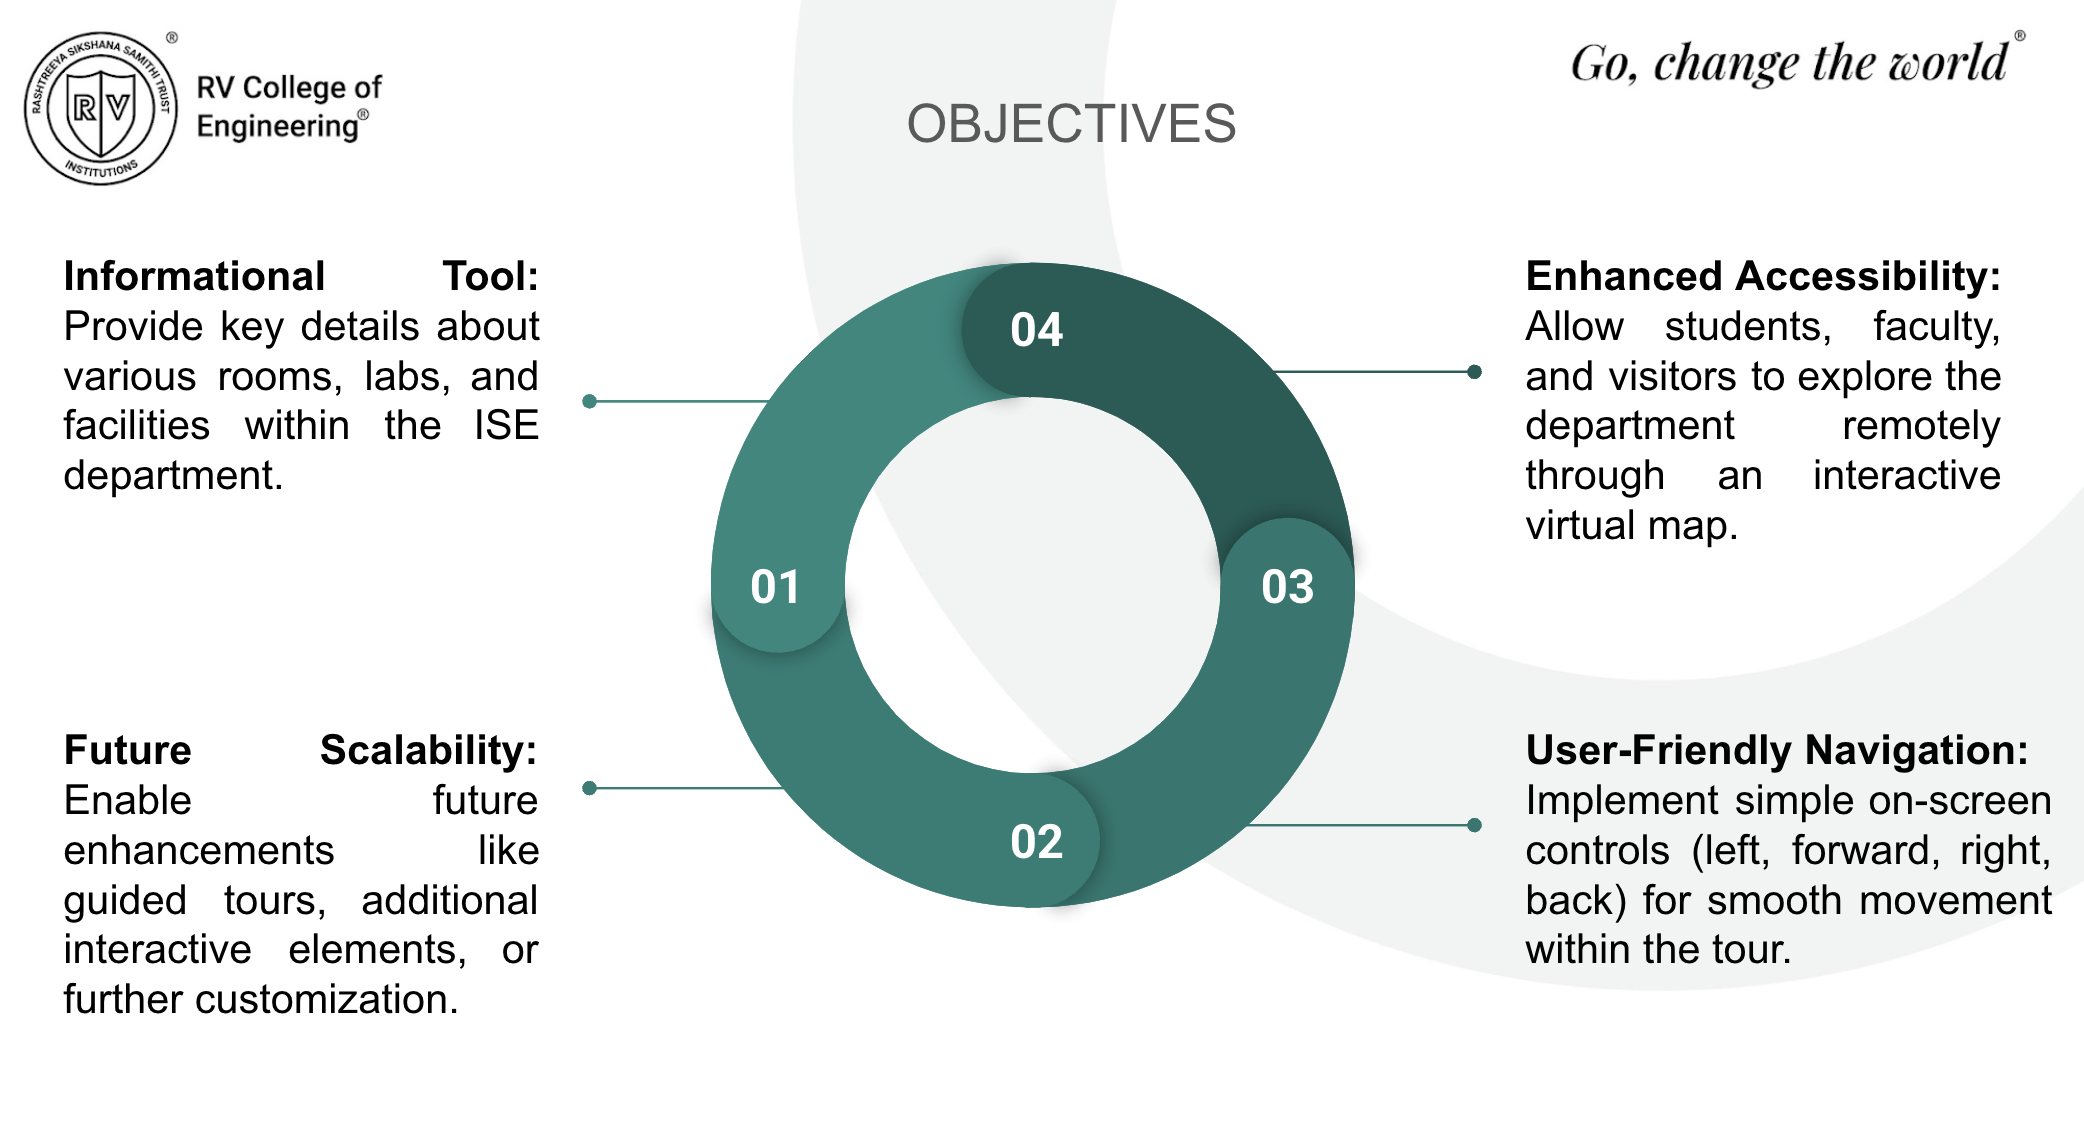 RASHTREEYA SIKSHANA SAMITHI TRUST
RV
INSTITUTIONS
®
RV College of
Engineering®
Go, change the world®
OBJECTIVES
Informational Tool:
Provide key details about
various rooms, labs, and
facilities within the ISE
department.
04
Enhanced Accessibility:
Allow students, faculty,
and visitors to explore the
department remotely
through an interactive
virtual map.
01
03
Future Scalability:
Enable future
enhancements like
guided tours, additional
interactive elements, or
further customization.
02
User-Friendly Navigation:
Implement simple on-screen
controls (left, forward, right,
back) for smooth movement
within the tour.